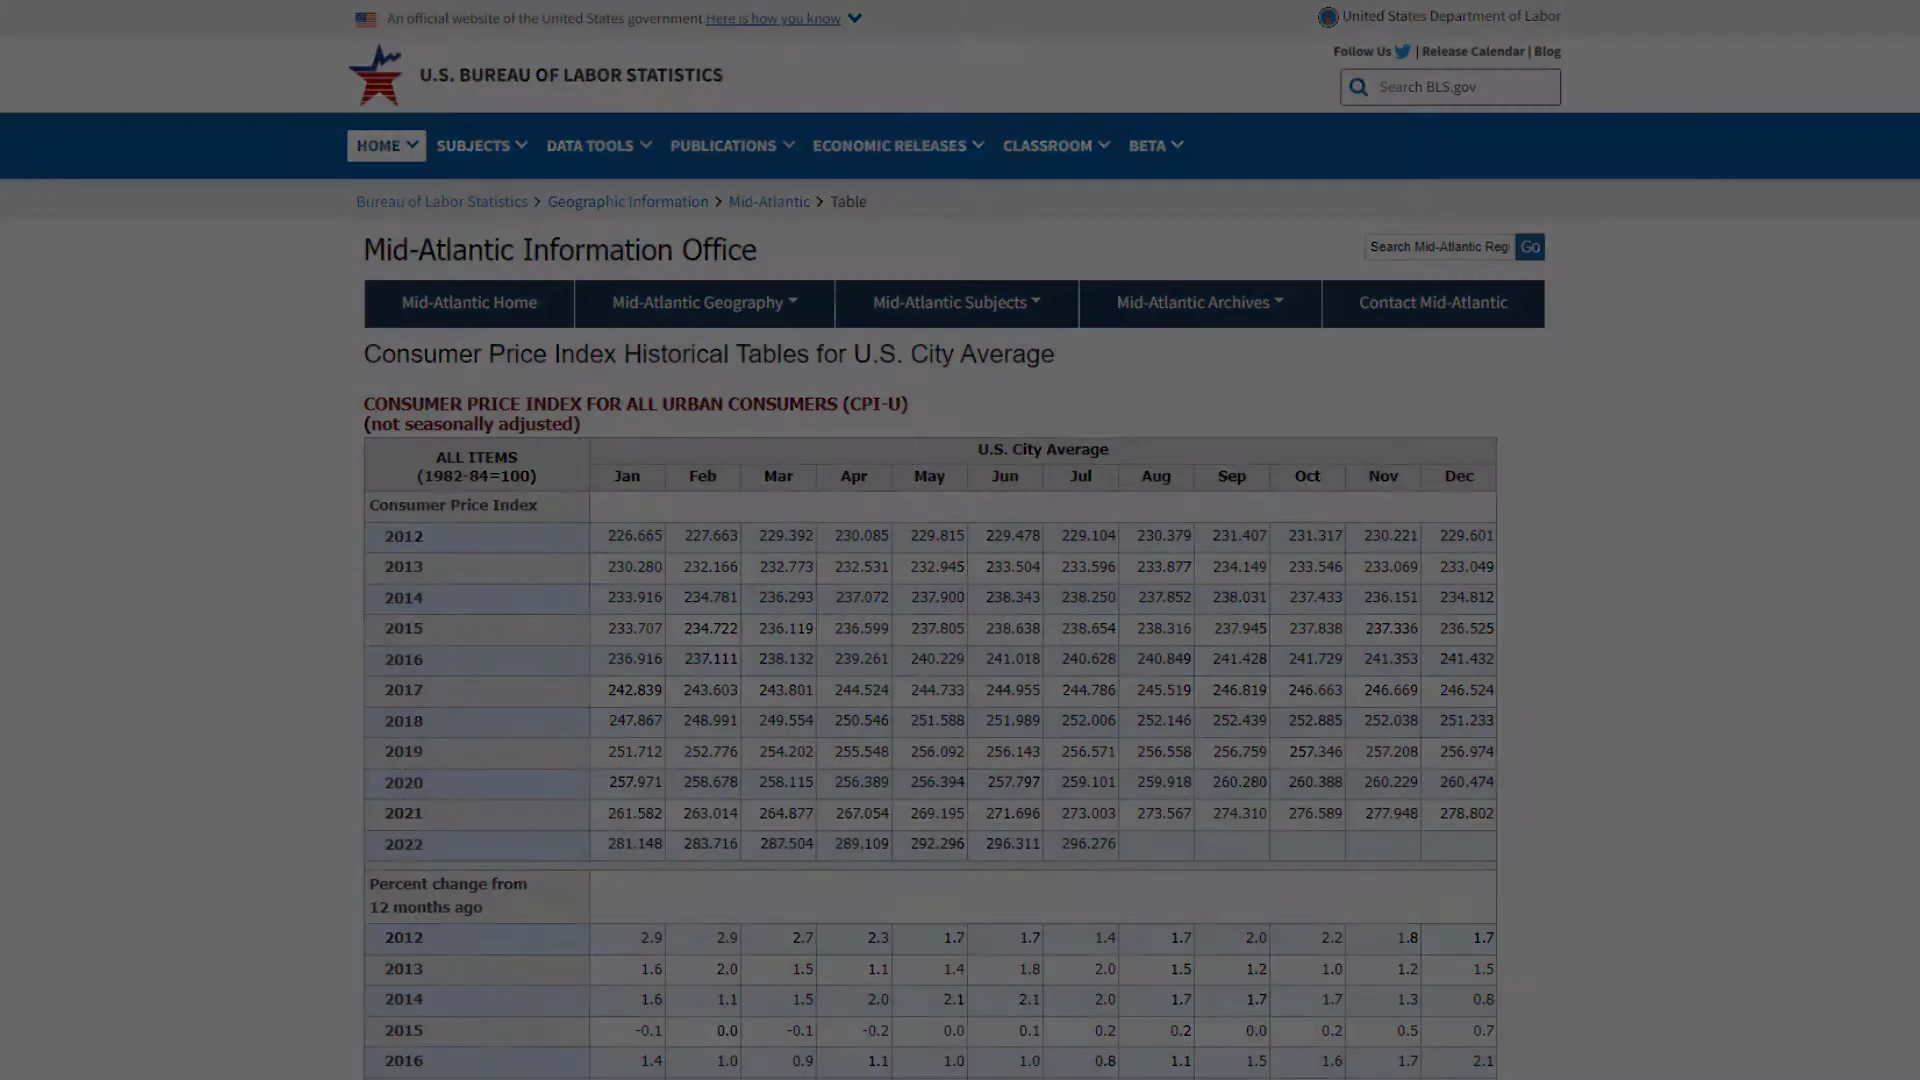 An official website of the United States government Here is how you know
United States Department of Labor
Follow Us | Release Calendar | Blog
U.S. BUREAU OF LABOR STATISTICS
Search BLS.gov
HOME SUBJECTS DATA TOOLS PUBLICATIONS ECONOMIC RELEASES CLASSROOM BETA
Bureau of Labor Statistics > Geographic Information > Mid-Atlantic > Table
Mid-Atlantic Information Office
Search Mid-Atlantic Reg Go
Mid-Atlantic Home Mid-Atlantic Geography Mid-Atlantic Subjects Mid-Atlantic Archives Contact Mid-Atlantic
Consumer Price Index Historical Tables for U.S. City Average
CONSUMER PRICE INDEX FOR ALL URBAN CONSUMERS (CPI-U)
(not seasonally adjusted)
ALL ITEMS
(1982-84=100)
U.S. City Average
Jan Feb Mar Apr May Jun Jul Aug Sep Oct Nov Dec
Consumer Price Index
2012 226.665 227.663 229.392 230.085 229.815 229.478 229.104 230.379 231.407 231.317 230.221 229.601
2013 230.280 232.166 232.773 232.531 232.945 233.504 233.596 233.877 234.149 233.546 233.069 233.049
2014 233.916 234.781 236.293 237.072 237.900 238.343 238.250 237.852 238.031 237.433 236.151 234.812
2015 233.707 234.722 236.119 236.599 237.805 238.638 238.654 238.316 237.945 237.838 237.336 236.525
2016 236.916 237.111 238.132 239.261 240.229 241.018 240.628 240.849 241.428 241.729 241.353 241.432
2017 242.839 243.603 243.801 244.524 244.733 244.955 244.786 245.519 246.819 246.663 246.669 246.524
2018 247.867 248.991 249.554 250.546 251.588 251.989 252.006 252.146 252.439 252.885 252.038 251.233
2019 251.712 252.776 254.202 255.548 256.092 256.143 256.571 256.558 256.759 257.346 257.208 256.974
2020 257.971 258.678 258.115 256.389 256.394 257.797 259.101 259.918 260.280 260.388 260.229 260.474
2021 261.582 263.014 264.877 267.054 269.195 271.696 273.003 273.567 274.310 276.589 277.948 278.802
2022 281.148 283.716 287.504 289.109 292.296 296.311 296.276
Percent change from
12 months ago
2012 2.9 2.9 2.7 2.3 1.7 1.7 1.4 1.7 2.0 2.2 1.8 1.7
2013 1.6 2.0 1.5 1.1 1.4 1.8 2.0 1.5 1.2 1.0 1.2 1.5
2014 1.6 1.1 1.5 2.0 2.1 2.1 2.0 1.7 1.7 1.7 1.3 0.8
2015 -0.1 0.0 -0.1 -0.2 0.0 0.1 0.2 0.2 0.0 0.2 0.5 0.7
2016 1.4 1.0 0.9 1.1 1.0 1.0 0.8 1.1 1.5 1.6 1.7 2.1